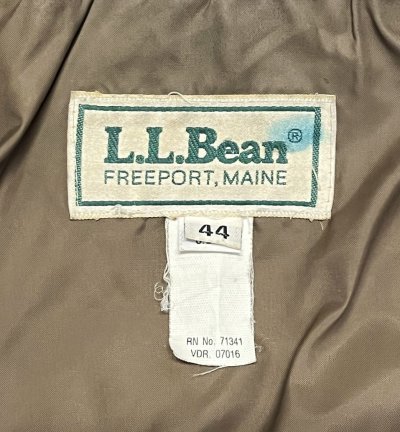 L.L.Bean®
FREEPORT, MAINE
44
RN No. 71341
VDR. 07016